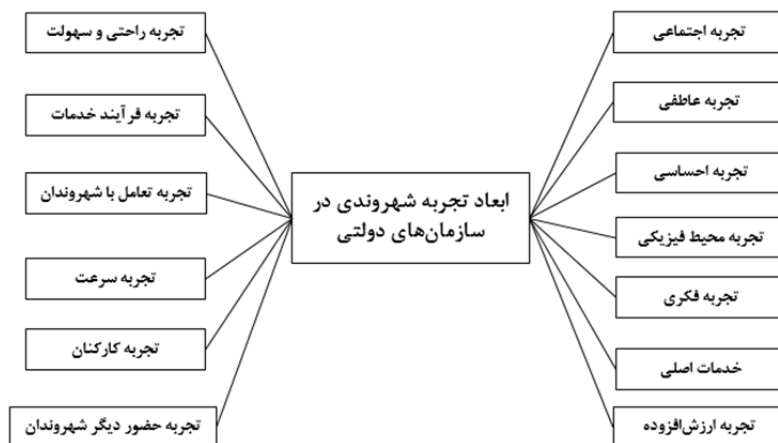 تجربه اجتماعی
تجربه عاطفی
تجربه احساسی
تجربه محیط فیزیکی
تجربه فکری
خدمات اصلی
تجربه ارزش‌افزوده
ابعاد تجربه شهروندی در
سازمان‌های دولتی
تجربه راحتی و سهولت
تجربه فرآیند خدمات
تجربه تعامل با شهروندان
تجربه سرعت
تجربه کارکنان
تجربه حضور دیگر شهروندان